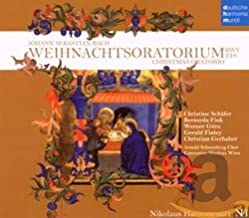 deutsche
harmonia
mundi
JOHANN SEBASTIAN BACH
WEIHNACHTSORATORIUM BWV 248
CHRISTMAS ORATORIO
Christine Schäfer
Bernarda Fink
Werner Güra
Gerald Finley
Christian Gerhaher
Arnold Schoenberg Chor
Concentus Musicus Wien
Nikolaus Harnoncourt